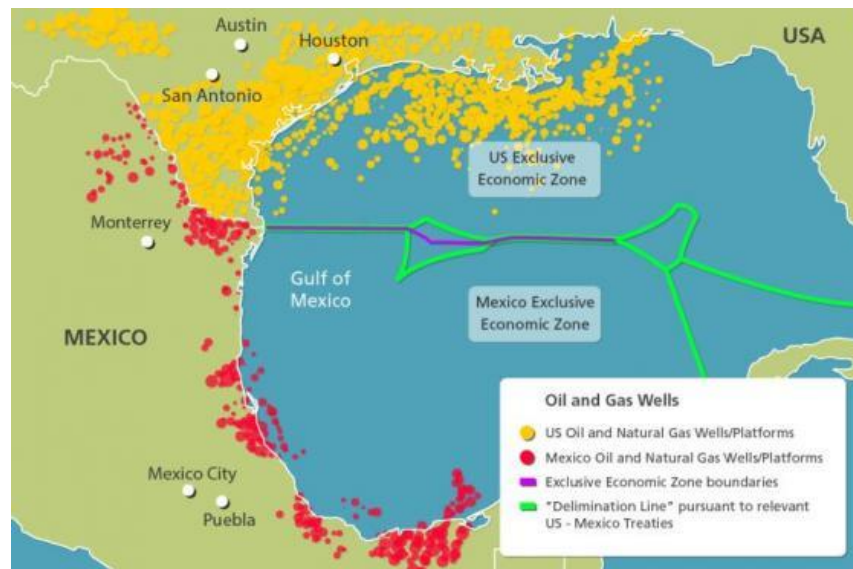 Austin
Houston
USA
San Antonio
US Exclusive
Economic Zone
Monterrey
Gulf of
Mexico
Mexico Exclusive
Economic Zone
MEXICO
Mexico City
Puebla
Oil and Gas Wells
US Oil and Natural Gas Wells/Platforms
Mexico Oil and Natural Gas Wells/Platforms
Exclusive Economic Zone boundaries
"Delimination Line" pursuant to relevant
US - Mexico Treaties